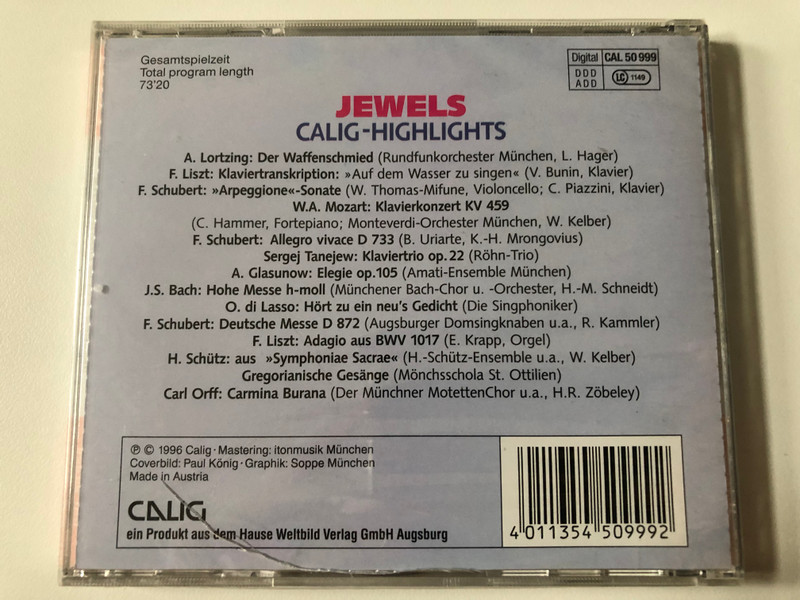 Gesamtspielzeit
Total program length
73'20
Digital CAL 50 999
DDD
ADD
LC 1149
JEWELS
CALIG-HIGHLIGHTS
A. Lortzing: Der Waffenschmied (Rundfunkorchester München, L. Hager)
F. Liszt: Klaviertranskription: »Auf dem Wasser zu singen« (V. Bunin, Klavier)
F. Schubert: »Arpeggione«-Sonate (W. Thomas-Mifune, Violoncello; C. Piazzini, Klavier)
W.A. Mozart: Klavierkonzert KV 459
(C. Hammer, Fortepiano; Monteverdi-Orchester München, W. Kelber)
F. Schubert: Allegro vivace D 733 (B. Uriarte, K.-H. Mrongovius)
Sergej Tanejew: Klaviertrio op. 22 (Röhn-Trio)
A. Glasunow: Elegie op. 105 (Amati-Ensemble München)
J.S. Bach: Hohe Messe h-moll (Münchener Bach-Chor u. -Orchester, H.-M. Schneidt)
O. di Lasso: Hört zu ein neu's Gedicht (Die Singphoniker)
F. Schubert: Deutsche Messe D 872 (Augsburger Domsingknaben u.a., R. Kammler)
F. Liszt: Adagio aus BWV 1017 (E. Krapp, Orgel)
H. Schütz: aus »Symphoniae Sacrae« (H.-Schütz-Ensemble u.a., W. Kelber)
Gregorianische Gesänge (Mönchsschola St. Ottilien)
Carl Orff: Carmina Burana (Der Münchner MotettenChor u.a., H.R. Zöbeley)
℗ © 1996 Calig · Mastering: itonmusik München
Coverbild: Paul König · Graphik: Soppe München
Made in Austria
CALIG
ein Produkt aus dem Hause Weltbild Verlag GmbH Augsburg
4 011354 509992